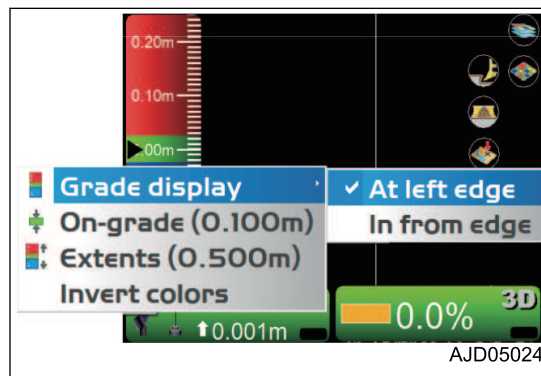 0.20m
0.10m
.00m
Grade display
✓ At left edge
On-grade (0.100m)
In from edge
Extents (0.500m)
Invert colors
0.001m
0.0%
3D
AJD05024